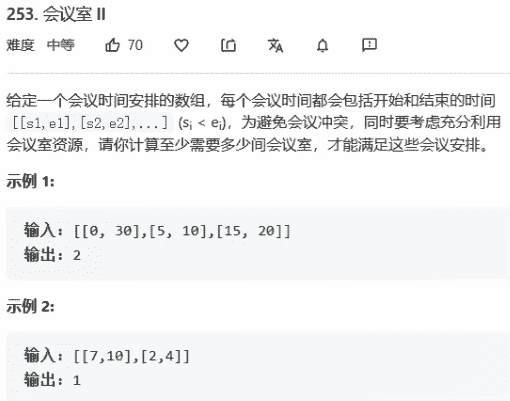 253. 会议室 II
难度 中等 70
给定一个会议时间安排的数组，每个会议时间都会包括开始和结束的时间
[[s1,e1],[s2,e2],...] (si < ei)，为避免会议冲突，同时要考虑充分利用
会议室资源，请你计算至少需要多少间会议室，才能满足这些会议安排。
示例 1:
输入: [[0, 30],[5, 10],[15, 20]]
输出: 2
示例 2:
输入: [[7,10],[2,4]]
输出: 1